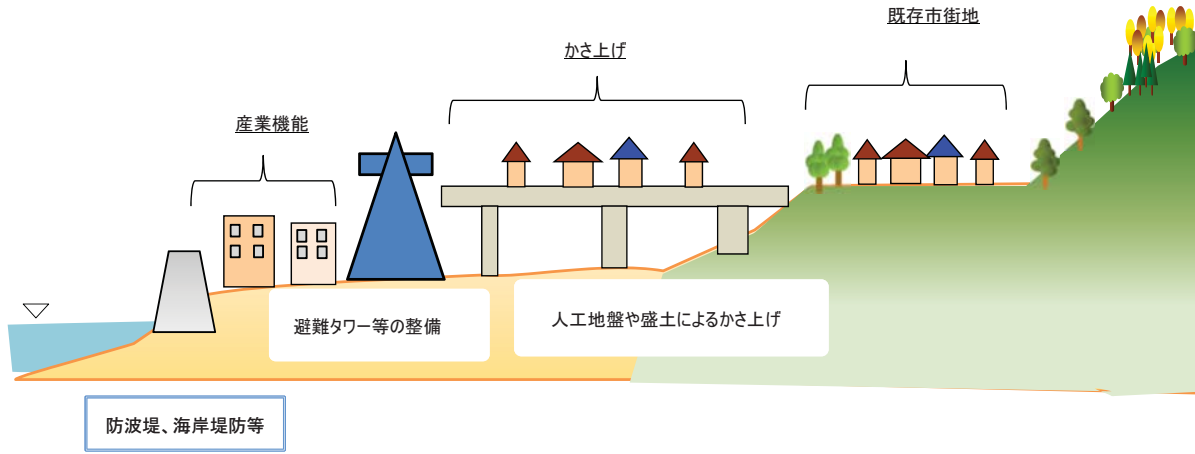 既存市街地
かさ上げ
産業機能
避難タワー等の整備
人工地盤や盛土によるかさ上げ
防波堤、海岸堤防等